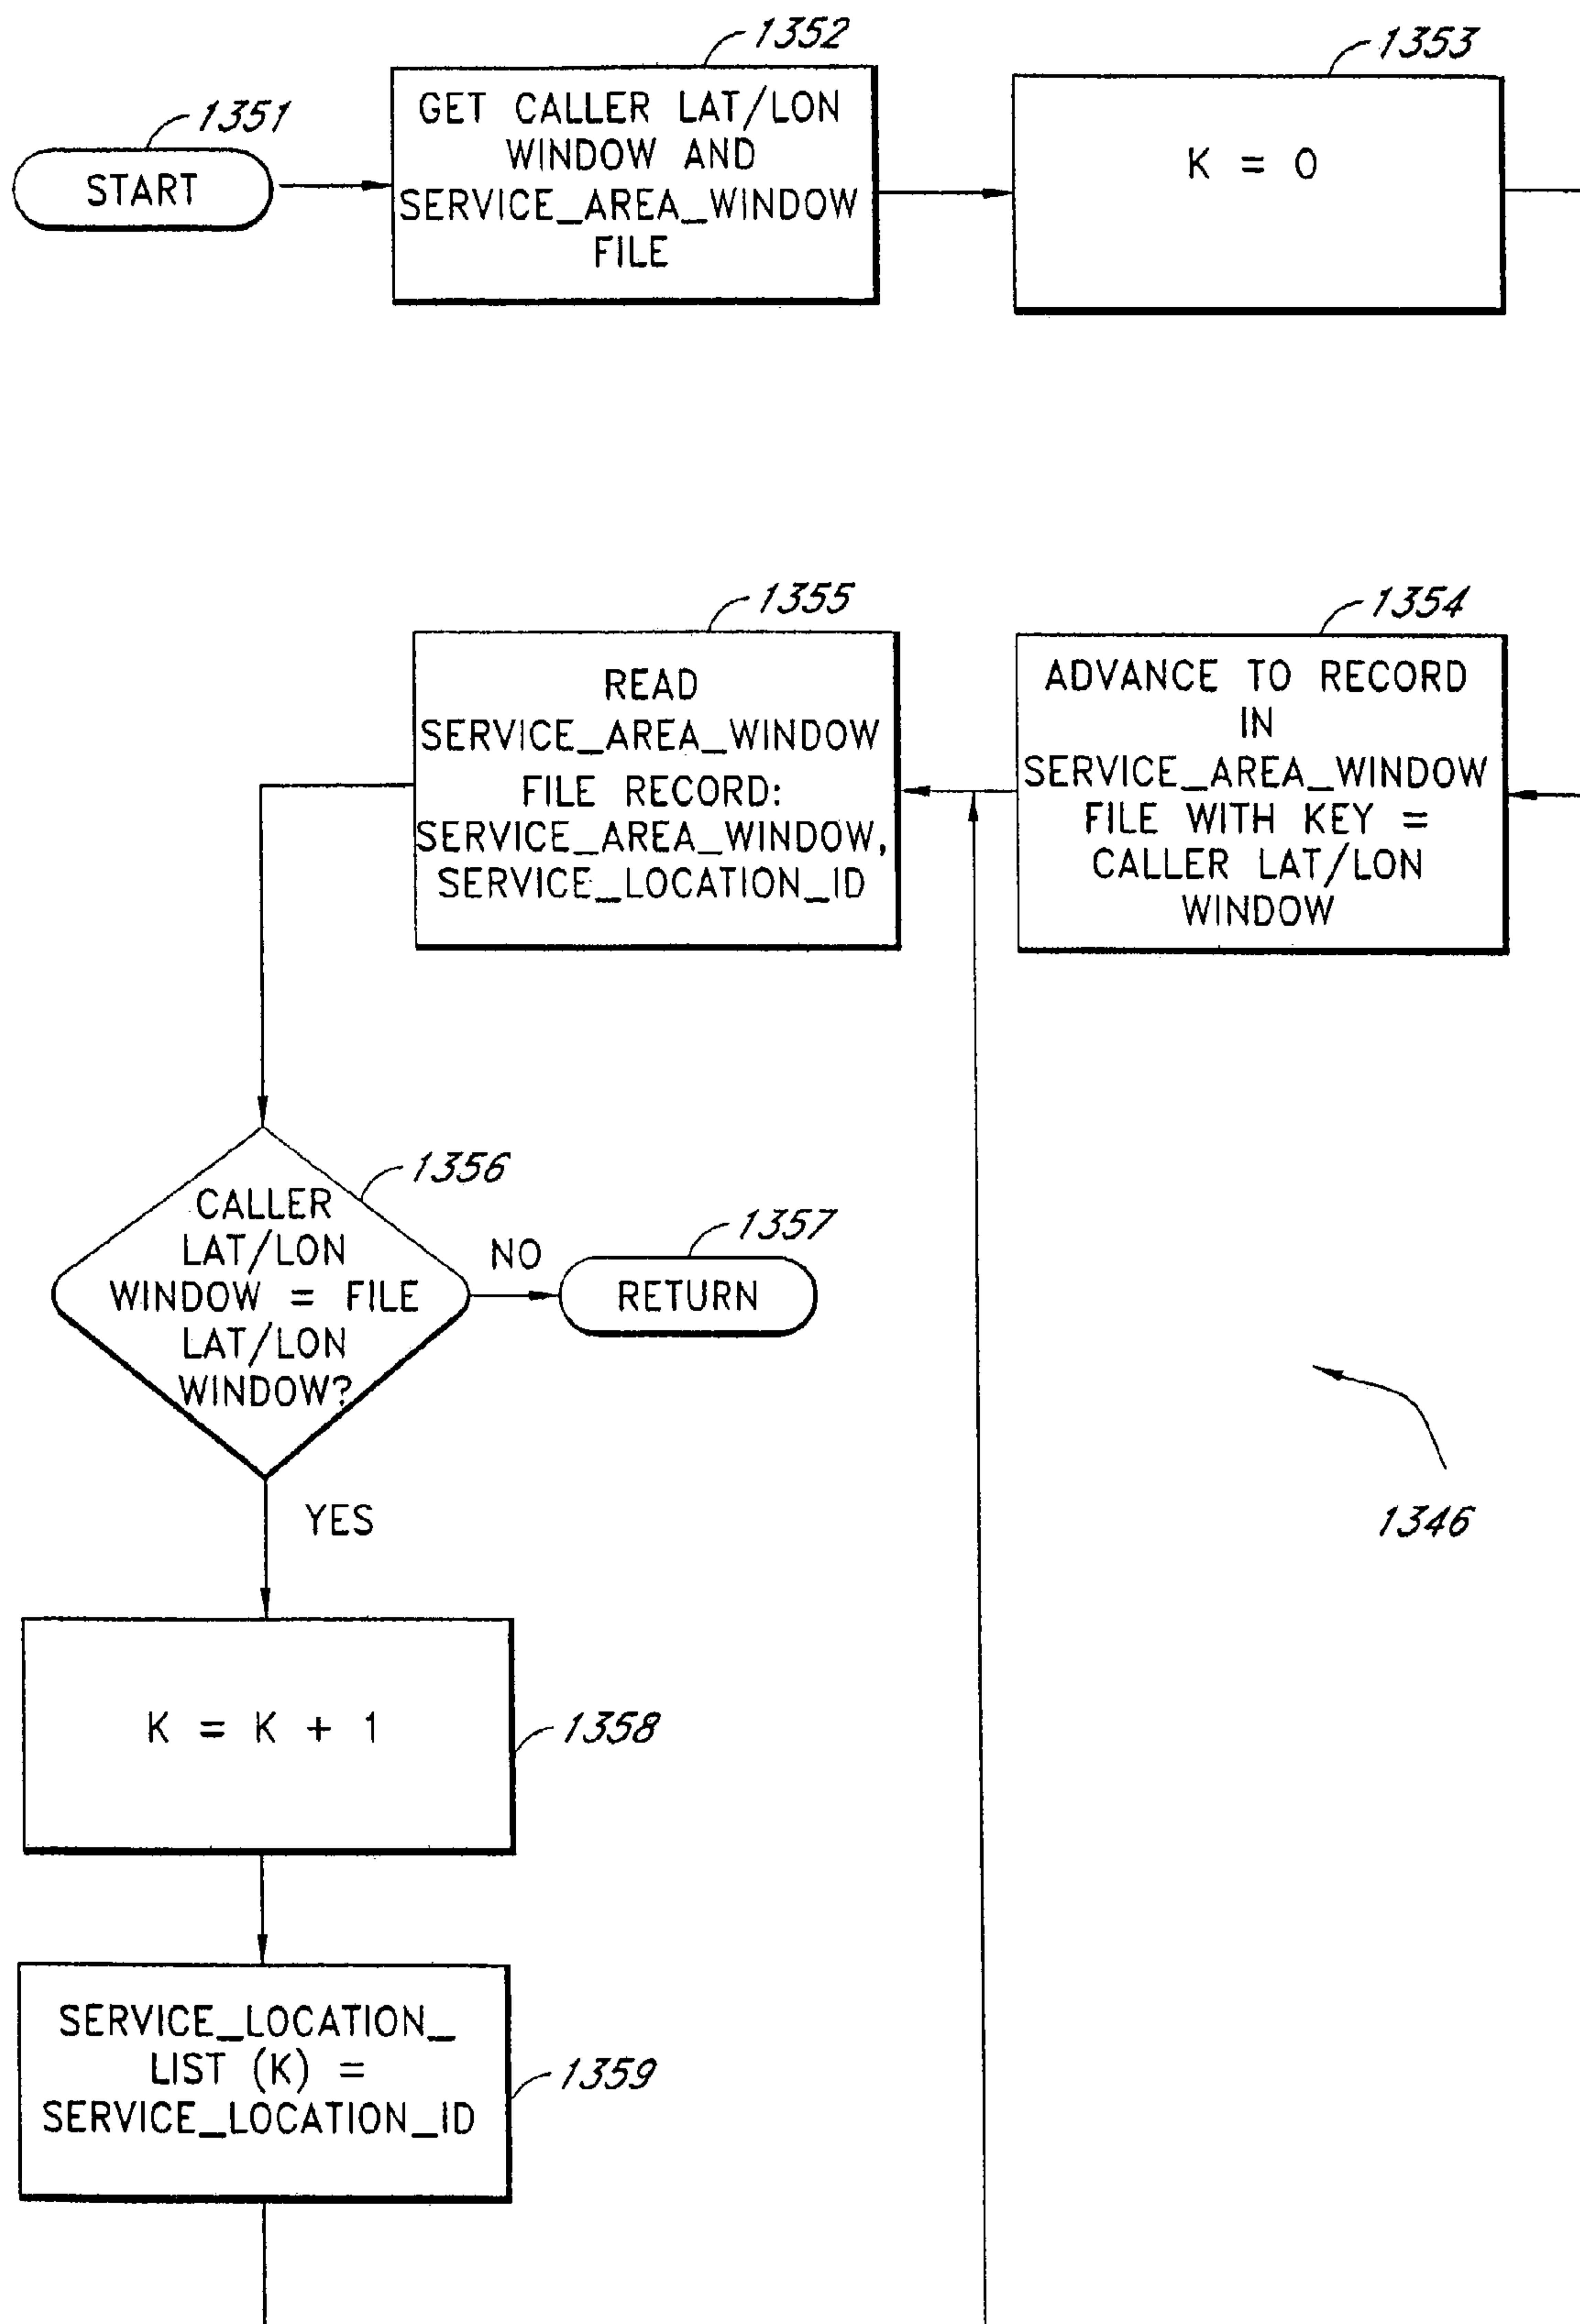 1351
START
1352
GET CALLER LAT/LON
WINDOW AND
SERVICE_AREA_WINDOW
FILE
1353
K = 0
1354
ADVANCE TO RECORD
IN
SERVICE_AREA_WINDOW
FILE WITH KEY =
CALLER LAT/LON
WINDOW
1355
READ
SERVICE_AREA_WINDOW
FILE RECORD:
SERVICE_AREA_WINDOW,
SERVICE_LOCATION_ID
1356
CALLER
LAT/LON
WINDOW = FILE
LAT/LON
WINDOW?
NO
1357
RETURN
YES
1346
K = K + 1
1358
SERVICE_LOCATION_
LIST (K) =
SERVICE_LOCATION_ID
1359